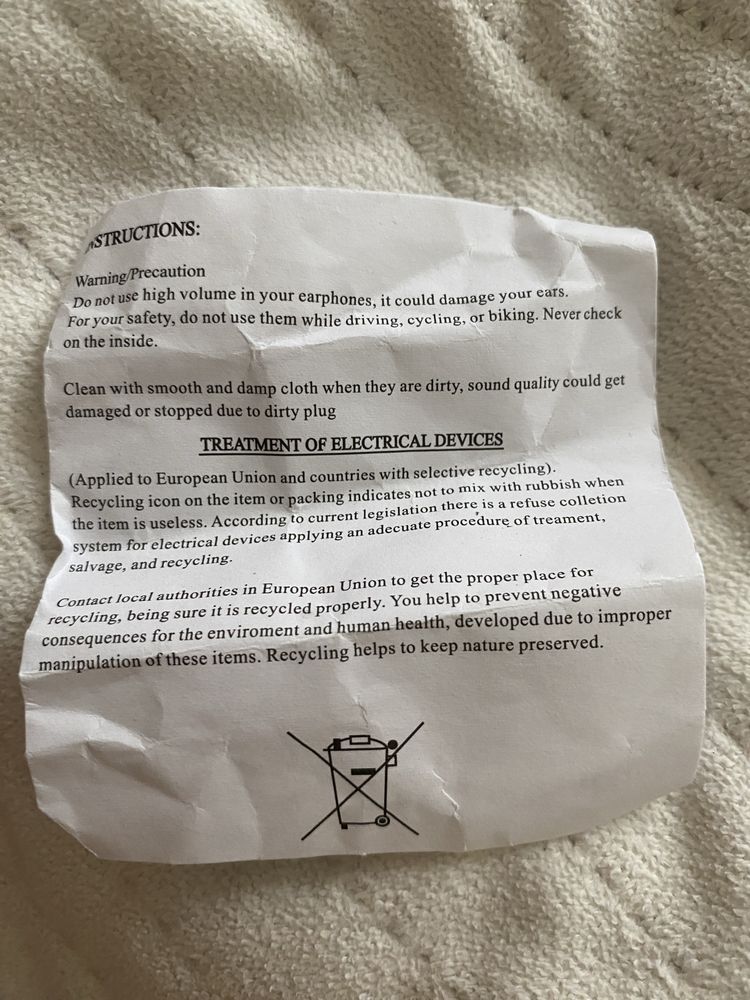 NSTRUCTIONS:
Warning/Precaution
Do not use high volume in your earphones, it could damage your ears.
For your safety, do not use them while driving, cycling, or biking. Never check
on the inside.
Clean with smooth and damp cloth when they are dirty, sound quality could get
damaged or stopped due to dirty plug
TREATMENT OF ELECTRICAL DEVICES
(Applied to European Union and countries with selective recycling).
Recycling icon on the item or packing indicates not to mix with rubbish when
the item is useless. According to current legislation there is a refuse colletion
system for electrical devices applying an adecuate procedure of treament,
salvage, and recycling.
Contact local authorities in European Union to get the proper place for
recycling, being sure it is recycled properly. You help to prevent negative
consequences for the enviroment and human health, developed due to improper
manipulation of these items. Recycling helps to keep nature preserved.